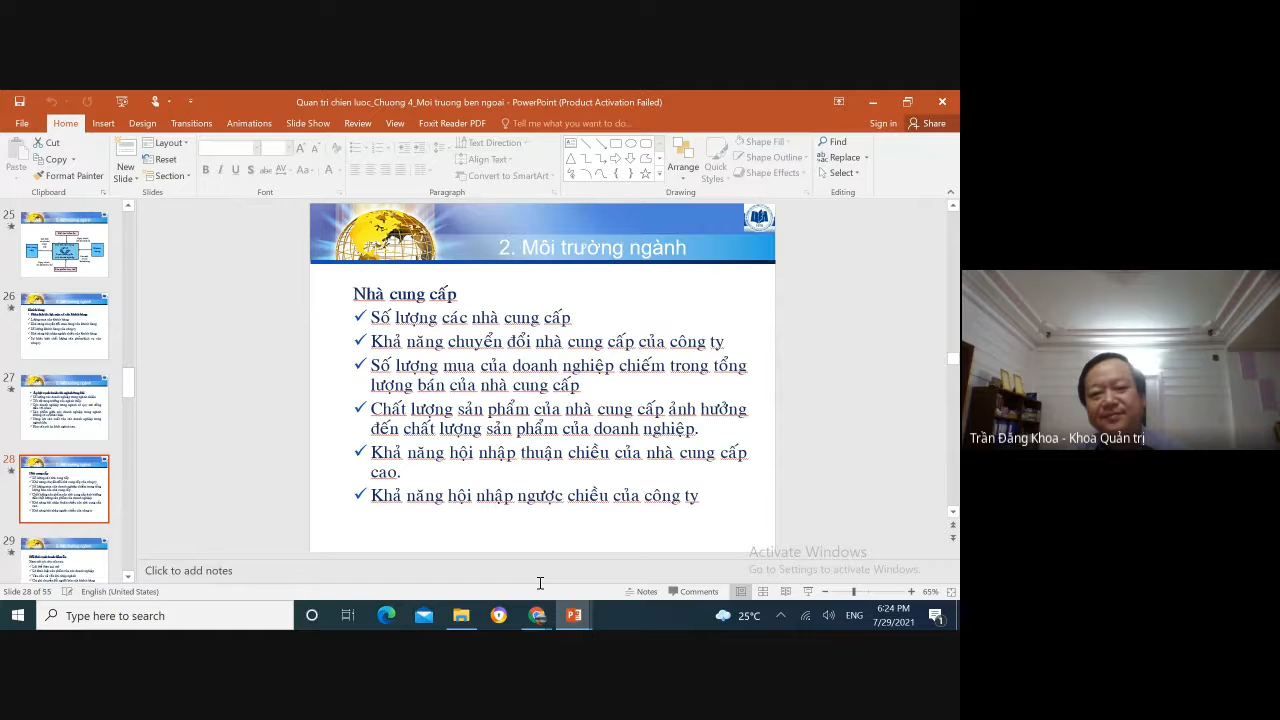 Quan tri chien luoc_Chuong 4_Moi truong ben ngoai - PowerPoint (Product Activation Failed)
File Home Insert Design Transitions Animations Slide Show Review View Foxit Reader PDF Tell me what you want to do... Sign in Share
Paste
Cut
Copy
Format Painter
Clipboard
New Slide
Layout
Reset
Section
Slides
Font
Text Direction
Align Text
Convert to SmartArt
Paragraph
Arrange
Quick Styles
Shape Fill
Shape Outline
Shape Effects
Drawing
Find
Replace
Select
Editing
25
26
27
28
29
2. Môi trường ngành
Nhà cung cấp
Số lượng các nhà cung cấp
Khả năng chuyển đổi nhà cung cấp của công ty
Số lượng mua của doanh nghiệp chiếm trong tổng
lượng bán của nhà cung cấp
Chất lượng sản phẩm của nhà cung cấp ảnh hưởng
đến chất lượng sản phẩm của doanh nghiệp.
Khả năng hội nhập thuận chiều của nhà cung cấp
cao.
Khả năng hội nhập ngược chiều của công ty
Trần Đăng Khoa - Khoa Quản trị
Activate Windows
Go to Settings to activate Windows.
Click to add notes
Slide 28 of 55 English (United States) Notes Comments 65%
Type here to search
25°C
ENG
6:24 PM
7/29/2021
1